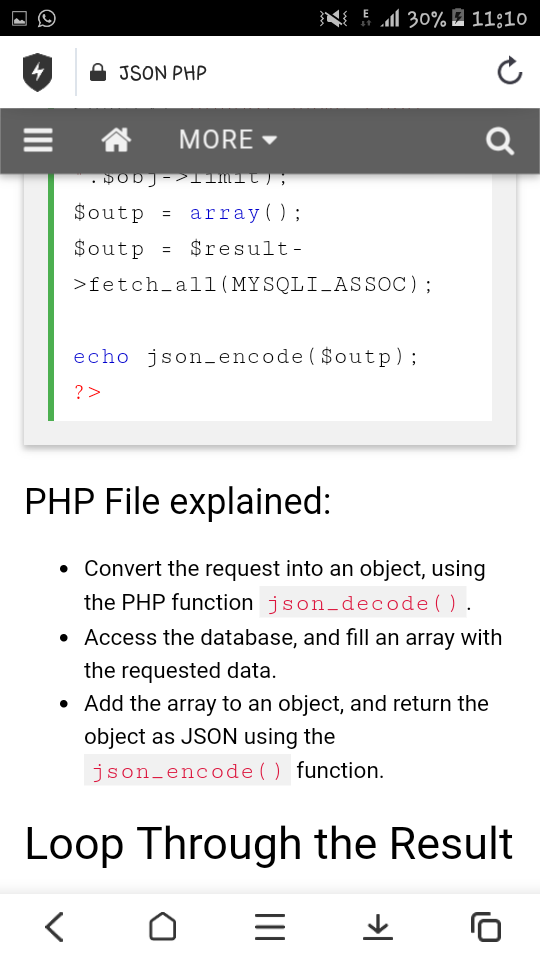 E 30% 11:10
JSON PHP
MORE
".$obj->limit);
$outp = array();
$outp = $result-
>fetch_all(MYSQLI_ASSOC);
echo json_encode($outp);
?>
PHP File explained:
• Convert the request into an object, using
the PHP function json_decode().
• Access the database, and fill an array with
the requested data.
• Add the array to an object, and return the
object as JSON using the
json_encode() function.
Loop Through the Result